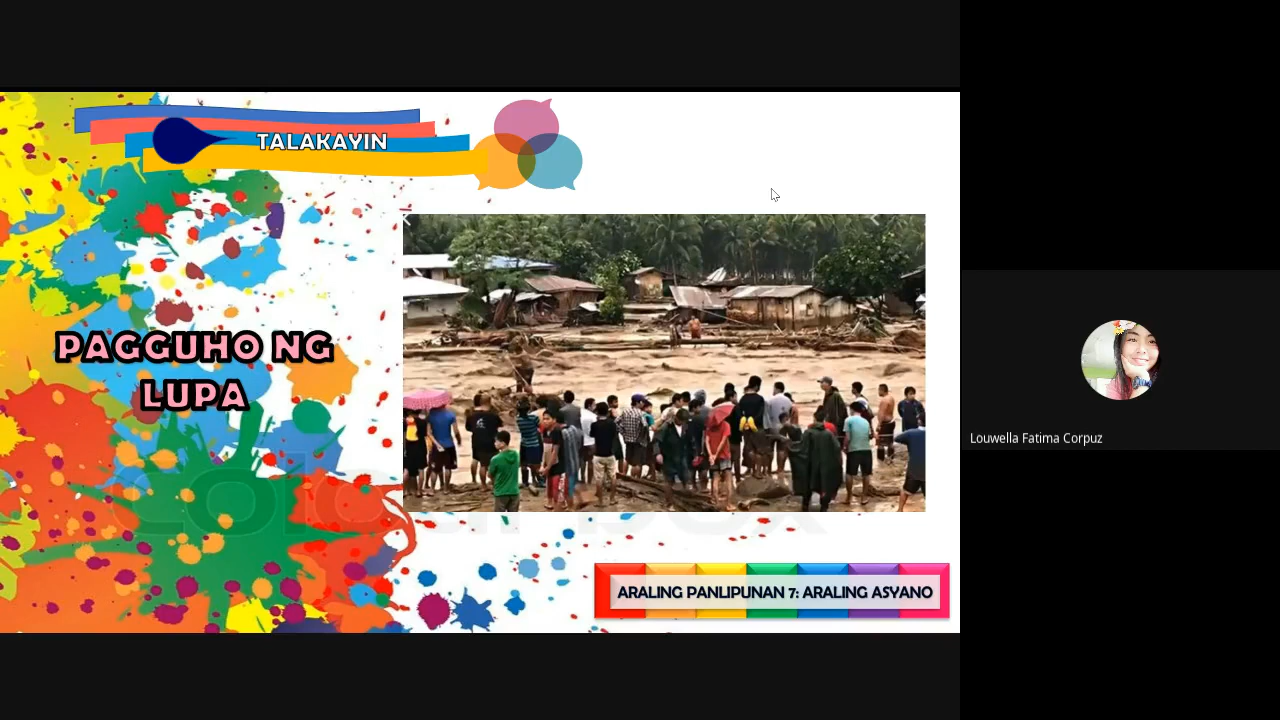 TALAKAYIN
PAGGUHO NG
LUPA
Louwella Fatima Corpuz
ARALING PANLIPUNAN 7: ARALING ASYANO